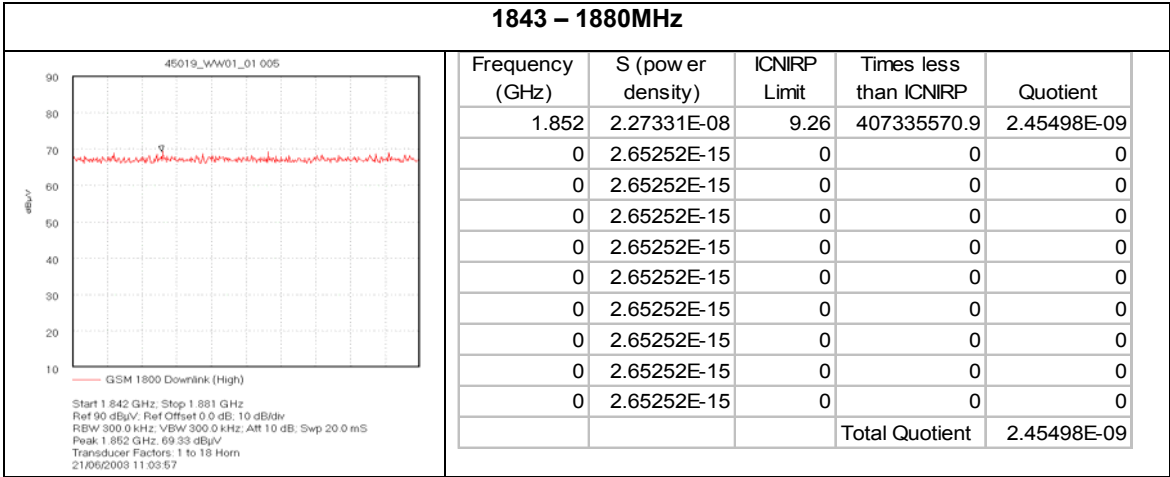 1843 – 1880MHz
45019_WW01_01 005
90
80
70
60
50
40
30
20
10
dBµV
GSM 1800 Downlink (High)
Start 1.842 GHz; Stop 1.881 GHz
Ref 90 dBµV; Ref Offset 0.0 dB; 10 dB/div
RBW 300.0 kHz; VBW 300.0 kHz; Att 10 dB; Swp 20.0 mS
Peak 1.852 GHz, 69.33 dBµV
Transducer Factors: 1 to 18 Horn
21/06/2003 11:03:57
Frequency (GHz) S (pow er density) ICNIRP Limit Times less than ICNIRP Quotient
1.852 2.27331E-08 9.26 407335570.9 2.45498E-09
0 2.65252E-15 0 0 0
0 2.65252E-15 0 0 0
0 2.65252E-15 0 0 0
0 2.65252E-15 0 0 0
0 2.65252E-15 0 0 0
0 2.65252E-15 0 0 0
0 2.65252E-15 0 0 0
0 2.65252E-15 0 0 0
0 2.65252E-15 0 0 0
Total Quotient 2.45498E-09